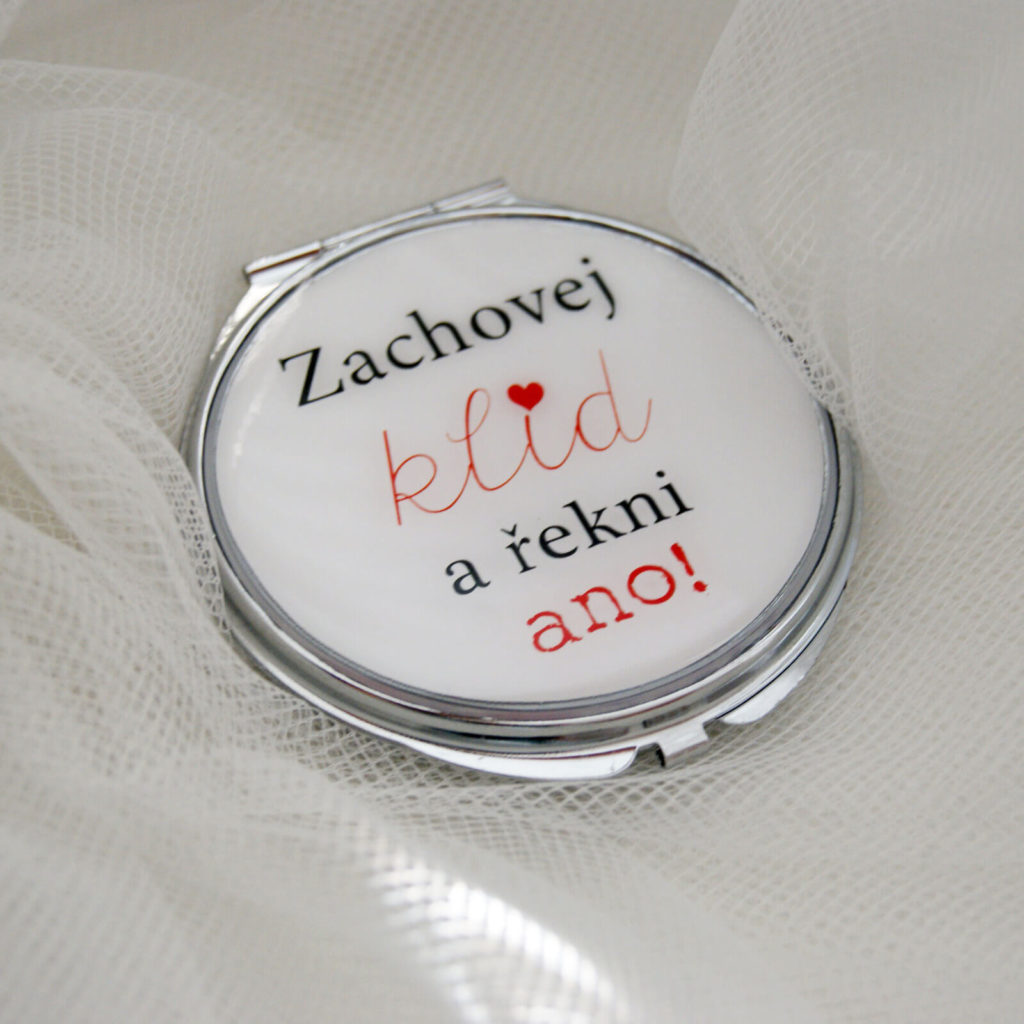 Zachovej
klid
a řekni
ano!